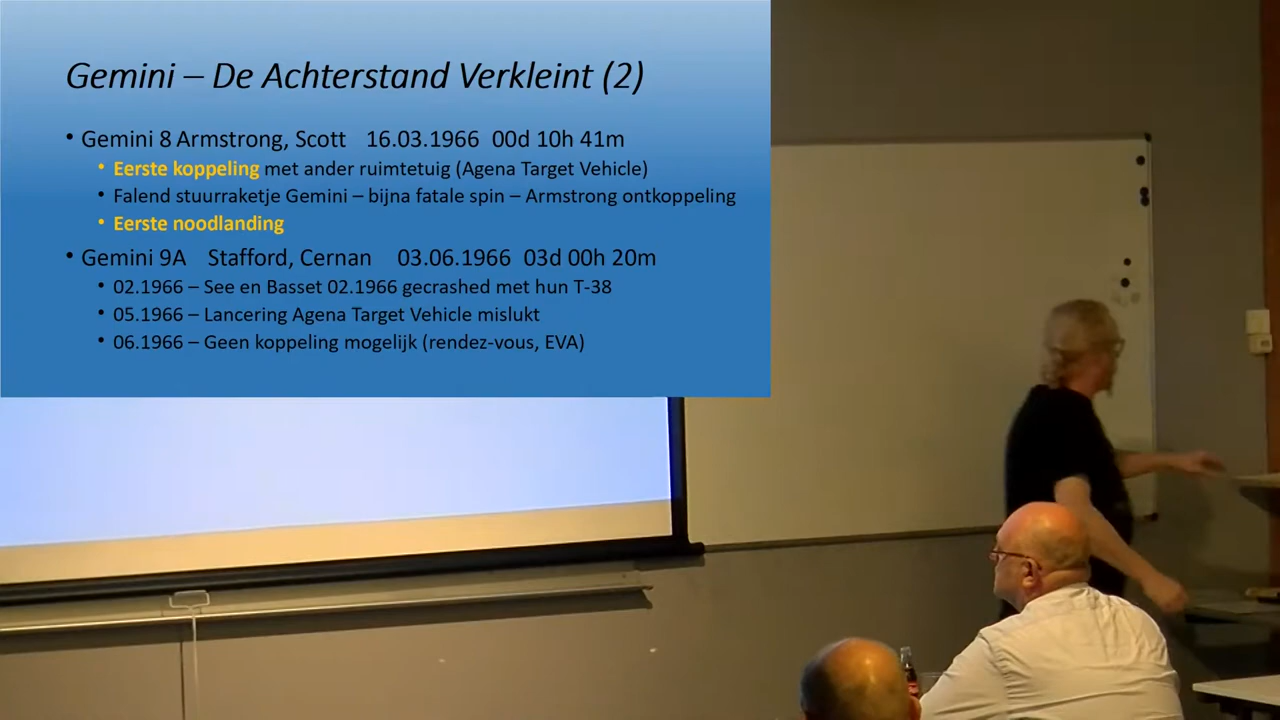 Gemini – De Achterstand Verkleint (2)
• Gemini 8 Armstrong, Scott 16.03.1966 00d 10h 41m
• Eerste koppeling met ander ruimtetuig (Agena Target Vehicle)
• Falend stuurraketje Gemini – bijna fatale spin – Armstrong ontkoppeling
• Eerste noodlanding
• Gemini 9A Stafford, Cernan 03.06.1966 03d 00h 20m
• 02.1966 – See en Basset 02.1966 gecrashed met hun T-38
• 05.1966 – Lancering Agena Target Vehicle mislukt
• 06.1966 – Geen koppeling mogelijk (rendez-vous, EVA)